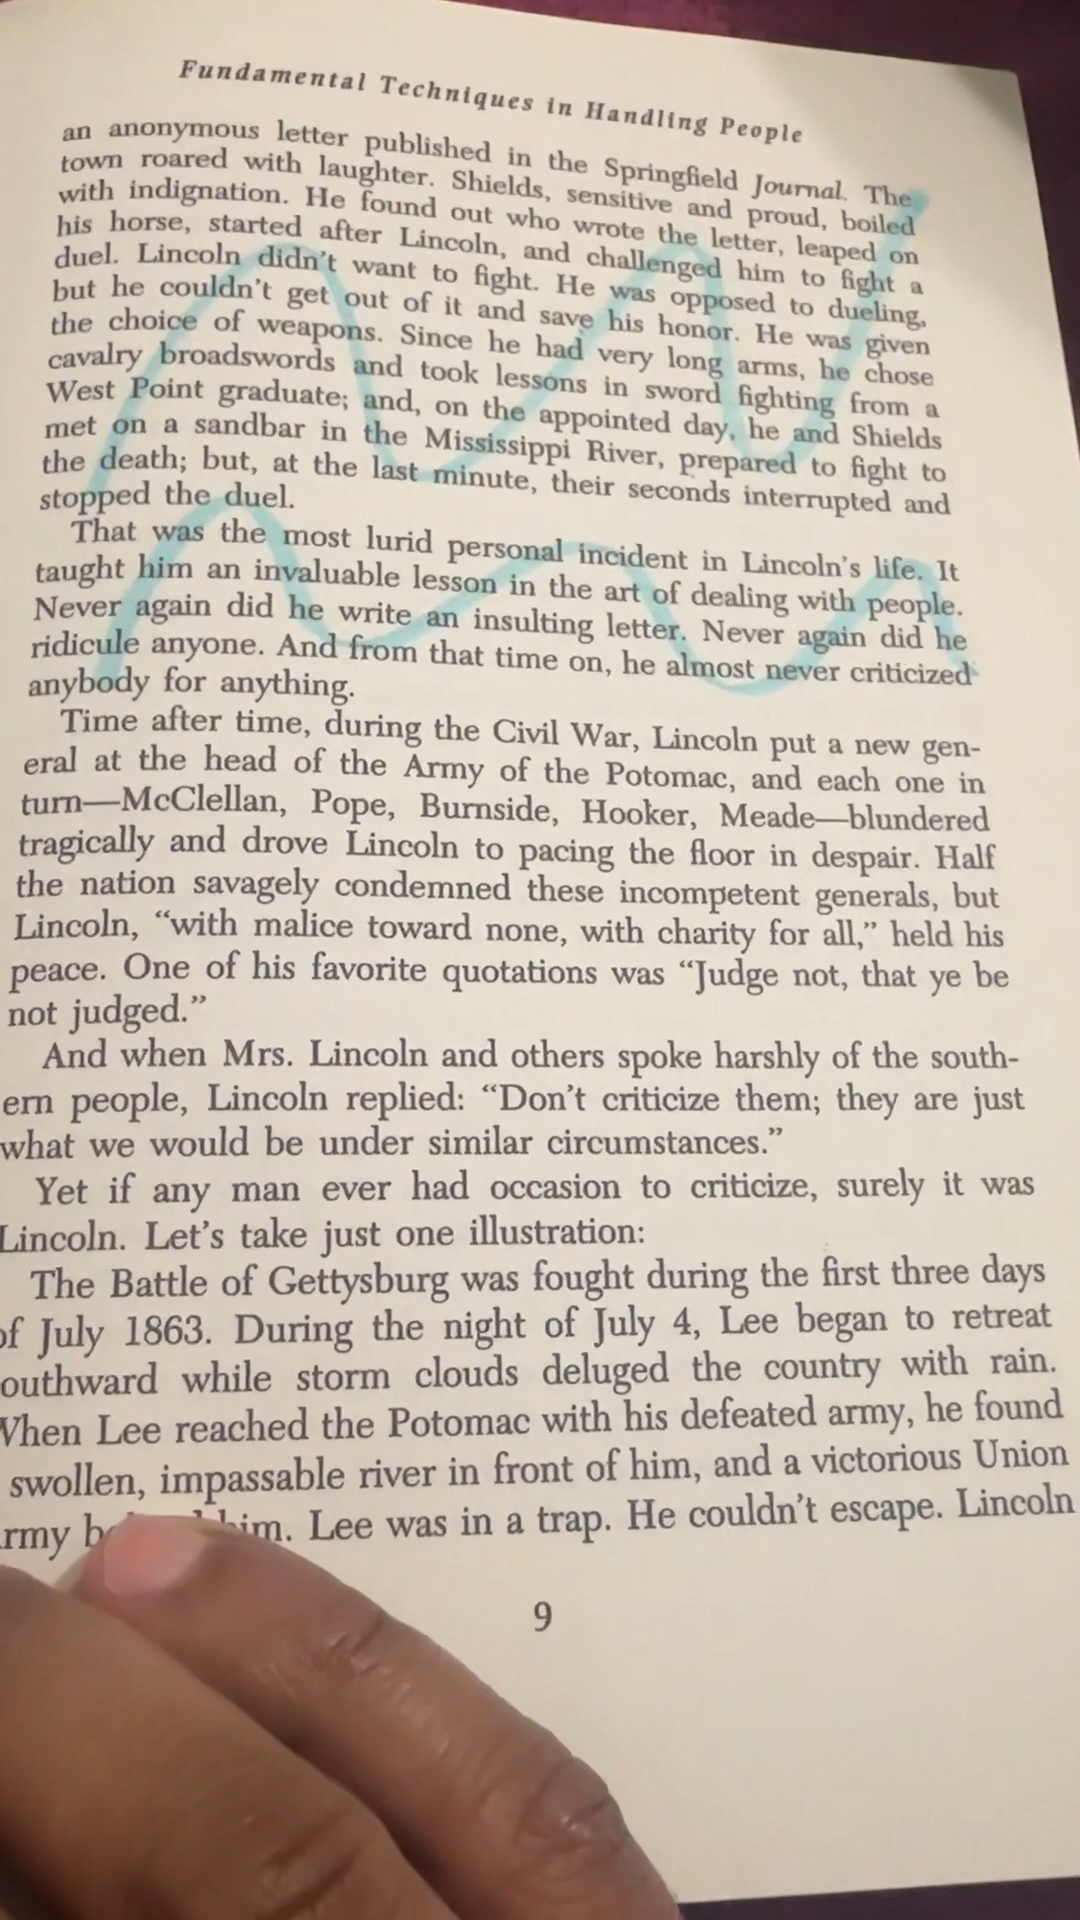 Fundamental Techniques in Handling People
an anonymous letter published in the Springfield Journal. The
town roared with laughter. Shields, sensitive and proud, boiled
with indignation. He found out who wrote the letter, leaped on
his horse, started after Lincoln, and challenged him to fight a
duel. Lincoln didn't want to fight. He was opposed to dueling,
but he couldn't get out of it and save his honor. He was given
the choice of weapons. Since he had very long arms, he chose
cavalry broadswords and took lessons in sword fighting from a
West Point graduate; and, on the appointed day, he and Shields
met on a sandbar in the Mississippi River, prepared to fight to
the death; but, at the last minute, their seconds interrupted and
stopped the duel.
That was the most lurid personal incident in Lincoln's life. It
taught him an invaluable lesson in the art of dealing with people.
Never again did he write an insulting letter. Never again did he
ridicule anyone. And from that time on, he almost never criticized
anybody for anything.
Time after time, during the Civil War, Lincoln put a new gen-
eral at the head of the Army of the Potomac, and each one in
turn—McClellan, Pope, Burnside, Hooker, Meade—blundered
tragically and drove Lincoln to pacing the floor in despair. Half
the nation savagely condemned these incompetent generals, but
Lincoln, “with malice toward none, with charity for all,” held his
peace. One of his favorite quotations was “Judge not, that ye be
not judged.”
And when Mrs. Lincoln and others spoke harshly of the south-
ern people, Lincoln replied: “Don't criticize them; they are just
what we would be under similar circumstances.”
Yet if any man ever had occasion to criticize, surely it was
Lincoln. Let's take just one illustration:
The Battle of Gettysburg was fought during the first three days
of July 1863. During the night of July 4, Lee began to retreat
outhward while storm clouds deluged the country with rain.
When Lee reached the Potomac with his defeated army, he found
swollen, impassable river in front of him, and a victorious Union
rmy him. Lee was in a trap. He couldn't escape. Lincoln
9